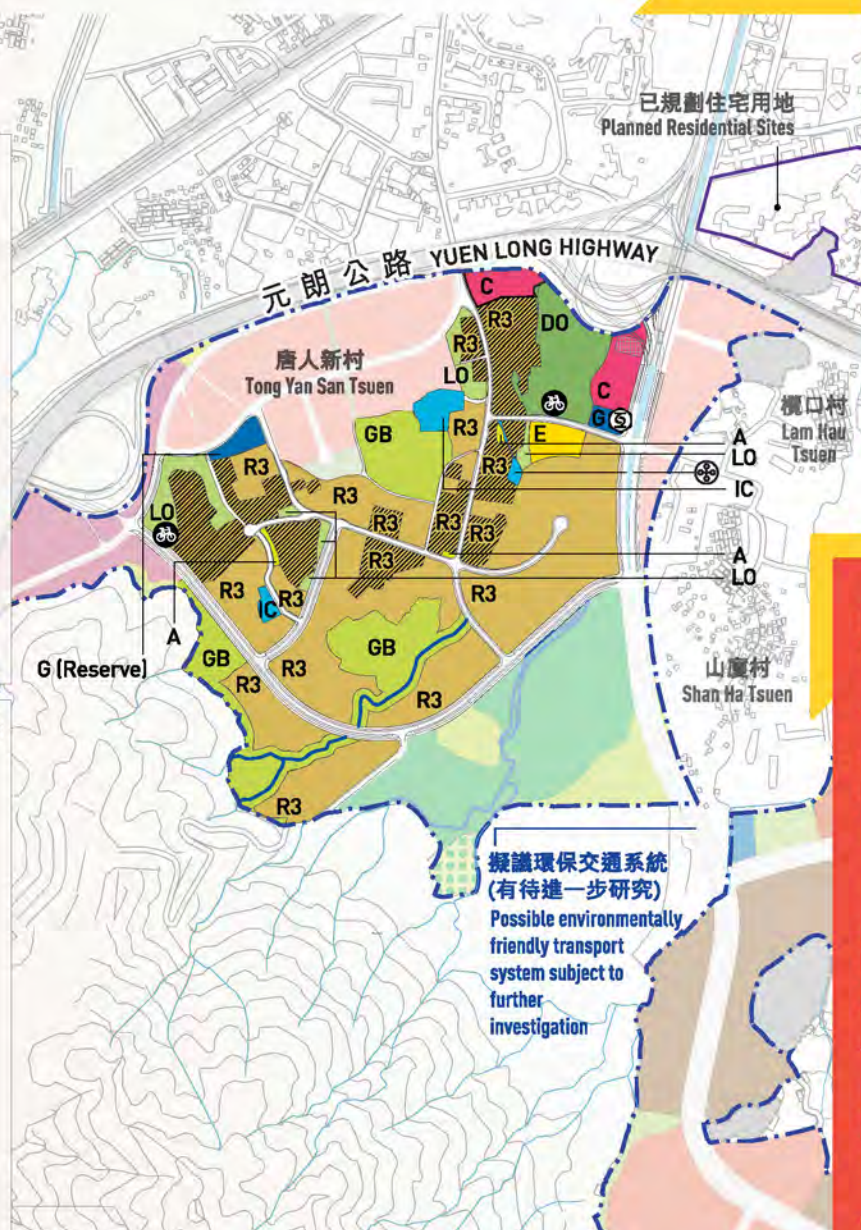 已規劃住宅用地
Planned Residential Sites
元朗公路 YUEN LONG HIGHWAY
C
R3
DO
R3
唐人新村
Tong Yan San Tsuen
LO
C
欖口村
Lam Hau
Tsuen
G S
GB
R3
E
A
LO
IC
R3
R3
R3
LO
A
LO
R3
R3
R3
R3
IC
A
GB
GB
G (Reserve)
R3
R3
R3
山廈村
Shan Ha Tsuen
R3
擬議環保交通系統
(有待進一步研究)
Possible environmentally
friendly transport
system subject to
further
investigation